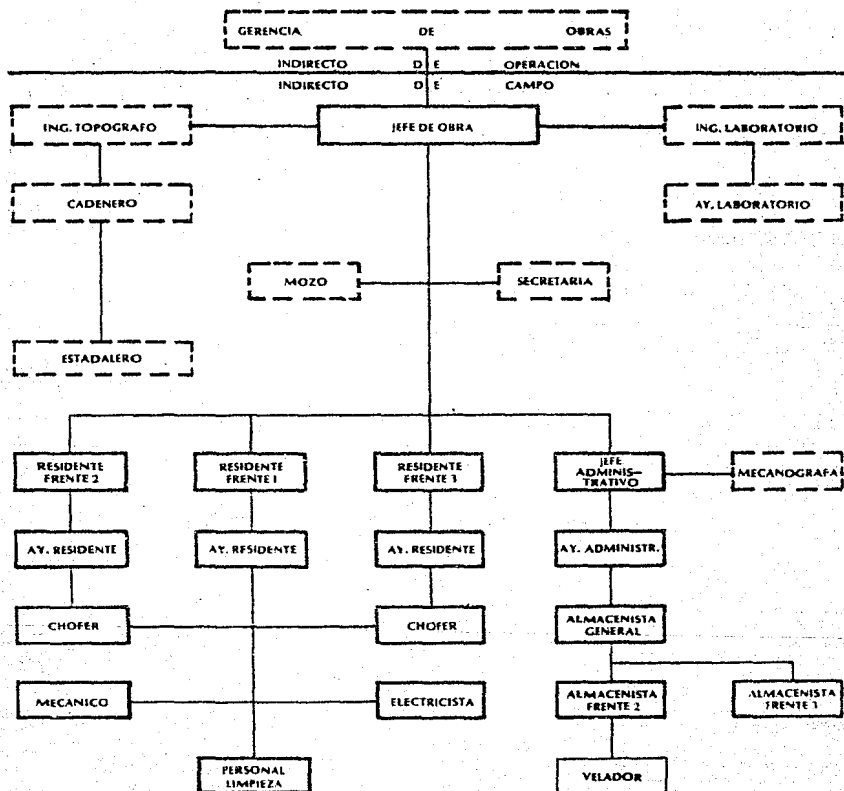 GERENCIA DE OBRAS
INDIRECTO DE OPERACION
INDIRECTO DE CAMPO
ING. TOPOGRAFO
JEFE DE OBRA
ING. LABORATORIO
CADENERO
AY. LABORATORIO
MOZO
SECRETARIA
ESTADALERO
RESIDENTE
FRENTE 2
RESIDENTE
FRENTE 1
RESIDENTE
FRENTE 3
JEFE
ADMINIS-
TRATIVO
MECANOGRAFA
AY. RESIDENTE
AY. RESIDENTE
AY. RESIDENTE
AY. ADMINISTR.
CHOFER
CHOFER
ALMACENISTA
GENERAL
MECANICO
ELECTRICISTA
ALMACENISTA
FRENTE 2
ALMACENISTA
FRENTE 3
PERSONAL
LIMPIEZA
VELADOR